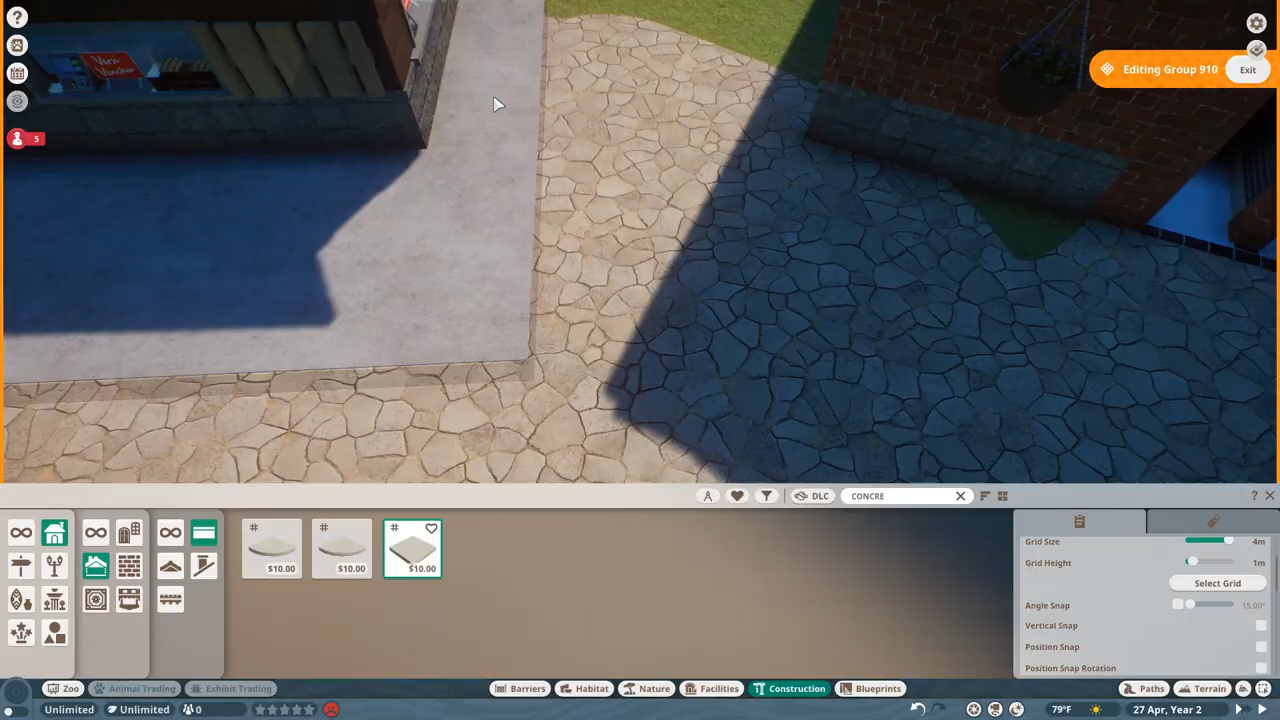 ?
Editing Group 910
Exit
5
DLC
CONCRE
?
$10.00
$10.00
$10.00
Grid Size
4m
Grid Height
1m
Select Grid
Angle Snap
15.00°
Vertical Snap
Position Snap
Position Snap Rotation
Zoo
Animal Trading
Exhibit Trading
Barriers
Habitat
Nature
Facilities
Construction
Blueprints
Paths
Terrain
Unlimited
Unlimited
0
79°F
27 Apr, Year 2